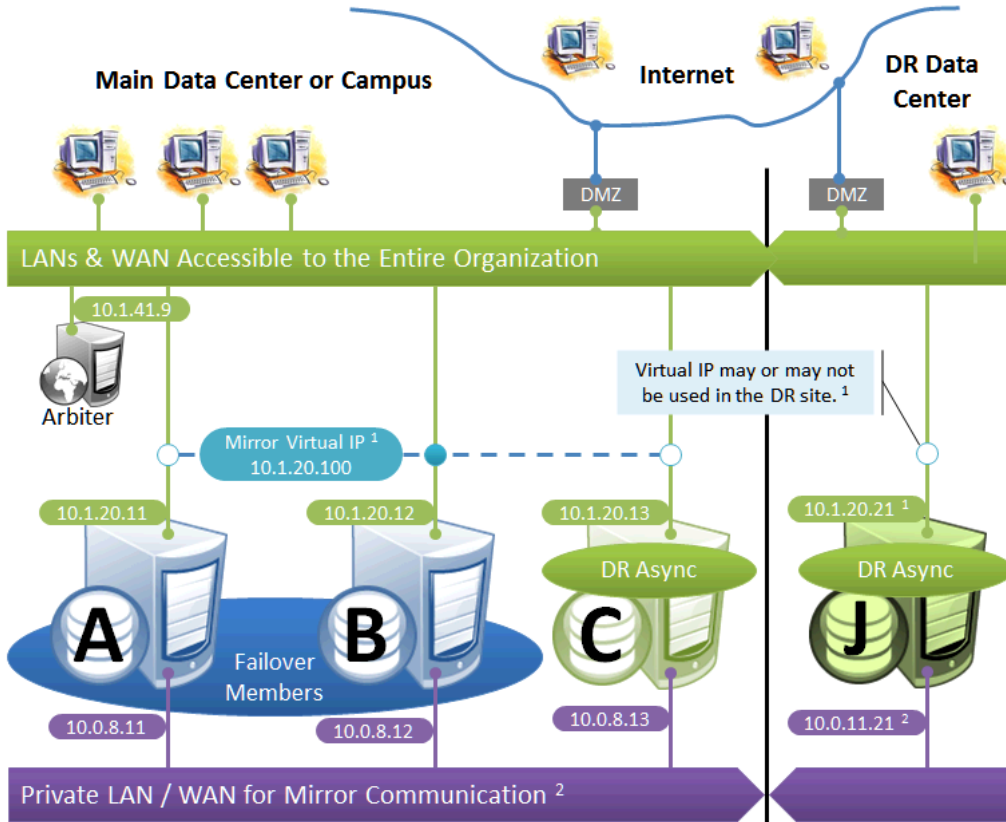 Main Data Center or Campus
Internet
DR Data
Center
DMZ
DMZ
LANs & WAN Accessible to the Entire Organization
10.1.41.9
Arbiter
Virtual IP may or may not
be used in the DR site. 1
Mirror Virtual IP 1
10.1.20.100
10.1.20.11
10.1.20.12
10.1.20.13
10.1.20.21 1
DR Async
DR Async
A
B
C
J
Failover
Members
10.0.8.11
10.0.8.12
10.0.8.13
10.0.11.21 2
Private LAN / WAN for Mirror Communication 2